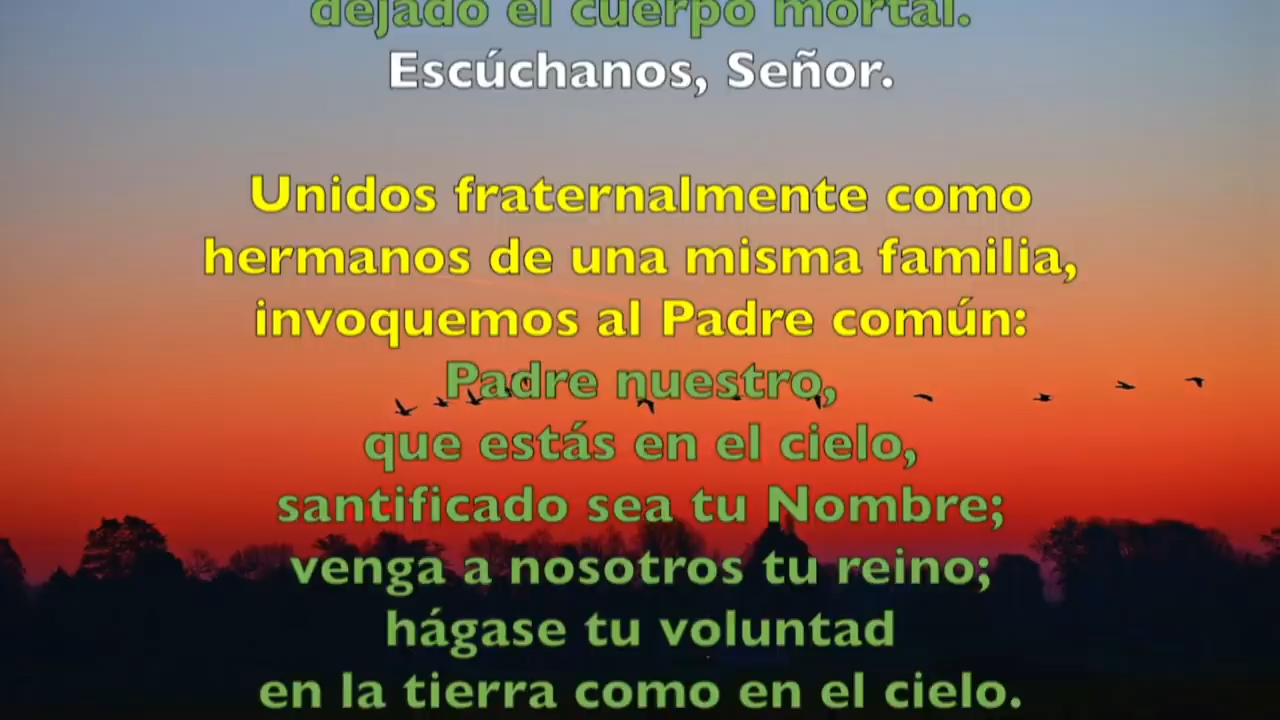 dejado el cuerpo mortal.
Escúchanos, Señor.
Unidos fraternalmente como
hermanos de una misma familia,
invoquemos al Padre común:
Padre nuestro,
que estás en el cielo,
santificado sea tu Nombre;
venga a nosotros tu reino;
hágase tu voluntad
en la tierra como en el cielo.